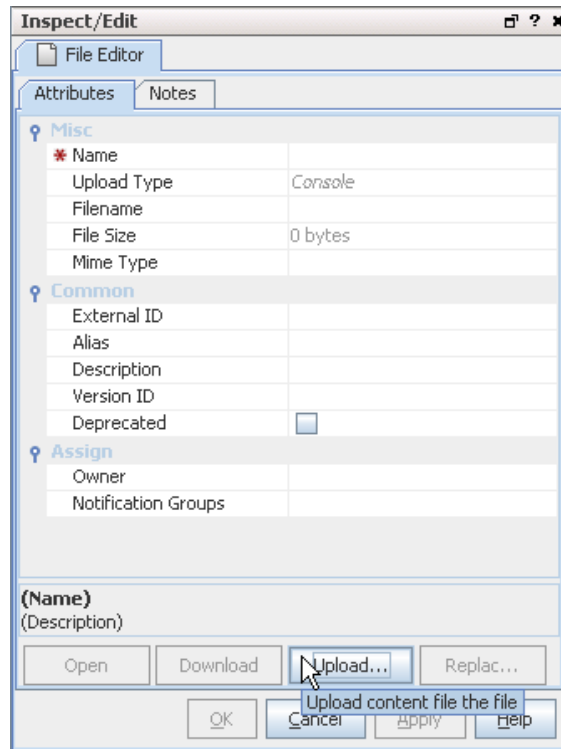 Inspect/Edit
File Editor
Attributes Notes
Misc
Name
Upload Type Console
Filename
File Size 0 bytes
Mime Type
Common
External ID
Alias
Description
Version ID
Deprecated
Assign
Owner
Notification Groups
(Name)
(Description)
Open Download Upload... Replac...
Upload content file the file
OK Cancel Apply Help